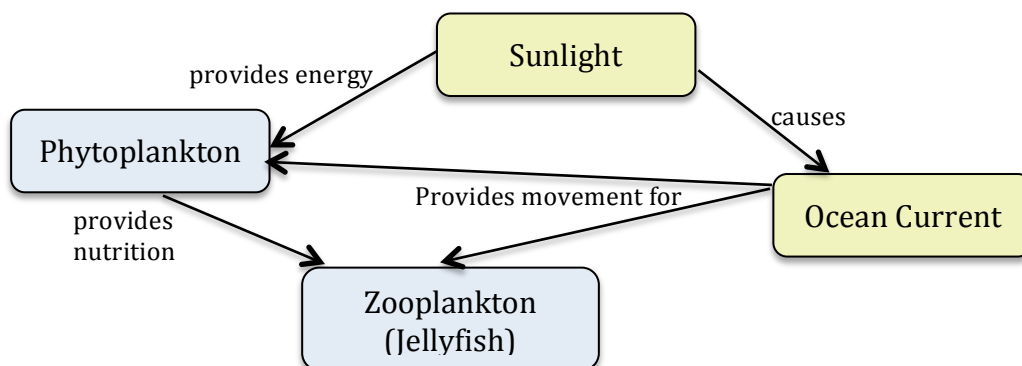 Sunlight
provides energy
causes
Phytoplankton
Provides movement for
Ocean Current
provides
nutrition
Zooplankton
(Jellyfish)